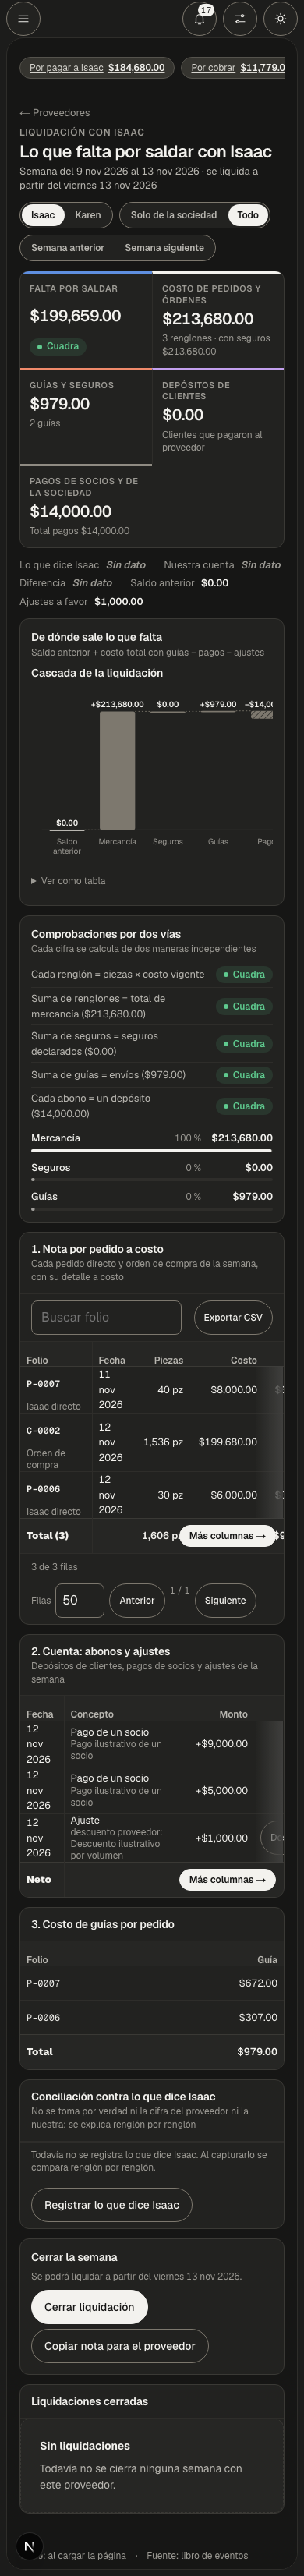 17
Por pagar a Isaac $184,680.00 Por cobrar $11,779.0
← Proveedores
LIQUIDACIÓN CON ISAAC
Lo que falta por saldar con Isaac
Semana del 9 nov 2026 al 13 nov 2026 · se liquida a
partir del viernes 13 nov 2026
Isaac Karen Solo de la sociedad Todo
Semana anterior Semana siguiente
FALTA POR SALDAR
$199,659.00
Cuadra
COSTO DE PEDIDOS Y
ÓRDENES
$213,680.00
3 renglones · con seguros
$213,680.00
GUÍAS Y SEGUROS
$979.00
2 guías
DEPÓSITOS DE
CLIENTES
$0.00
Clientes que pagaron al
proveedor
PAGOS DE SOCIOS Y DE
LA SOCIEDAD
$14,000.00
Total pagos $14,000.00
Lo que dice Isaac Sin dato Nuestra cuenta Sin dato
Diferencia Sin dato Saldo anterior $0.00
Ajustes a favor $1,000.00
De dónde sale lo que falta
Saldo anterior + costo total con guías − pagos − ajustes
Cascada de la liquidación
+$213,680.00 $0.00 +$979.00 −$14,00
$0.00
Saldo
anterior
Mercancía Seguros Guías Pago
▶ Ver como tabla
Comprobaciones por dos vías
Cada cifra se calcula de dos maneras independientes
Cada renglón = piezas × costo vigente Cuadra
Suma de renglones = total de
mercancía ($213,680.00) Cuadra
Suma de seguros = seguros
declarados ($0.00) Cuadra
Suma de guías = envíos ($979.00) Cuadra
Cada abono = un depósito
($14,000.00) Cuadra
Mercancía 100 % $213,680.00
Seguros 0 % $0.00
Guías 0 % $979.00
1. Nota por pedido a costo
Cada pedido directo y orden de compra de la semana,
con su detalle a costo
Buscar folio Exportar CSV
Folio Fecha Piezas Costo
P-0007
Isaac directo
11
nov
2026
40 pz $8,000.00
C-0002
Orden de
compra
12
nov
2026
1,536 pz $199,680.00
P-0006
Isaac directo
12
nov
2026
30 pz $6,000.00
Total (3) 1,606 pz Más columnas →
3 de 3 filas
Filas 50 Anterior 1 / 1 Siguiente
2. Cuenta: abonos y ajustes
Depósitos de clientes, pagos de socios y ajustes de la
semana
Fecha Concepto Monto
12
nov
2026
Pago de un socio
Pago ilustrativo de un
socio
+$9,000.00
12
nov
2026
Pago de un socio
Pago ilustrativo de un
socio
+$5,000.00
12
nov
2026
Ajuste
descuento proveedor:
Descuento ilustrativo
por volumen
+$1,000.00
Neto Más columnas →
3. Costo de guías por pedido
Folio Guía
P-0007 $672.00
P-0006 $307.00
Total $979.00
Conciliación contra lo que dice Isaac
No se toma por verdad ni la cifra del proveedor ni la
nuestra: se explica renglón por renglón
Todavía no se registra lo que dice Isaac. Al capturarlo se
compara renglón por renglón.
Registrar lo que dice Isaac
Cerrar la semana
Se podrá liquidar a partir del viernes 13 nov 2026.
Cerrar liquidación
Copiar nota para el proveedor
Liquidaciones cerradas
Sin liquidaciones
Todavía no se cierra ninguna semana con
este proveedor.
N
al cargar la página · Fuente: libro de eventos